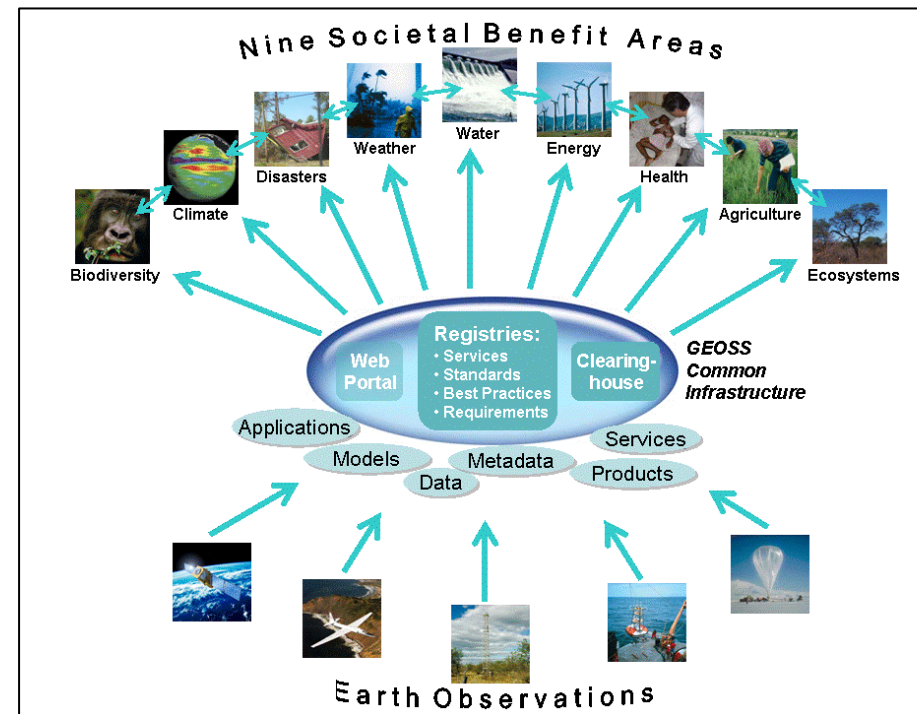 Nine Societal Benefit Areas
Water
Weather
Energy
Disasters
Health
Climate
Agriculture
Biodiversity
Ecosystems
Registries:
• Services
• Standards
• Best Practices
• Requirements
Web
Portal
Clearing-
house
GEOSS
Common
Infrastructure
Applications
Models
Data
Metadata
Services
Products
Earth Observations